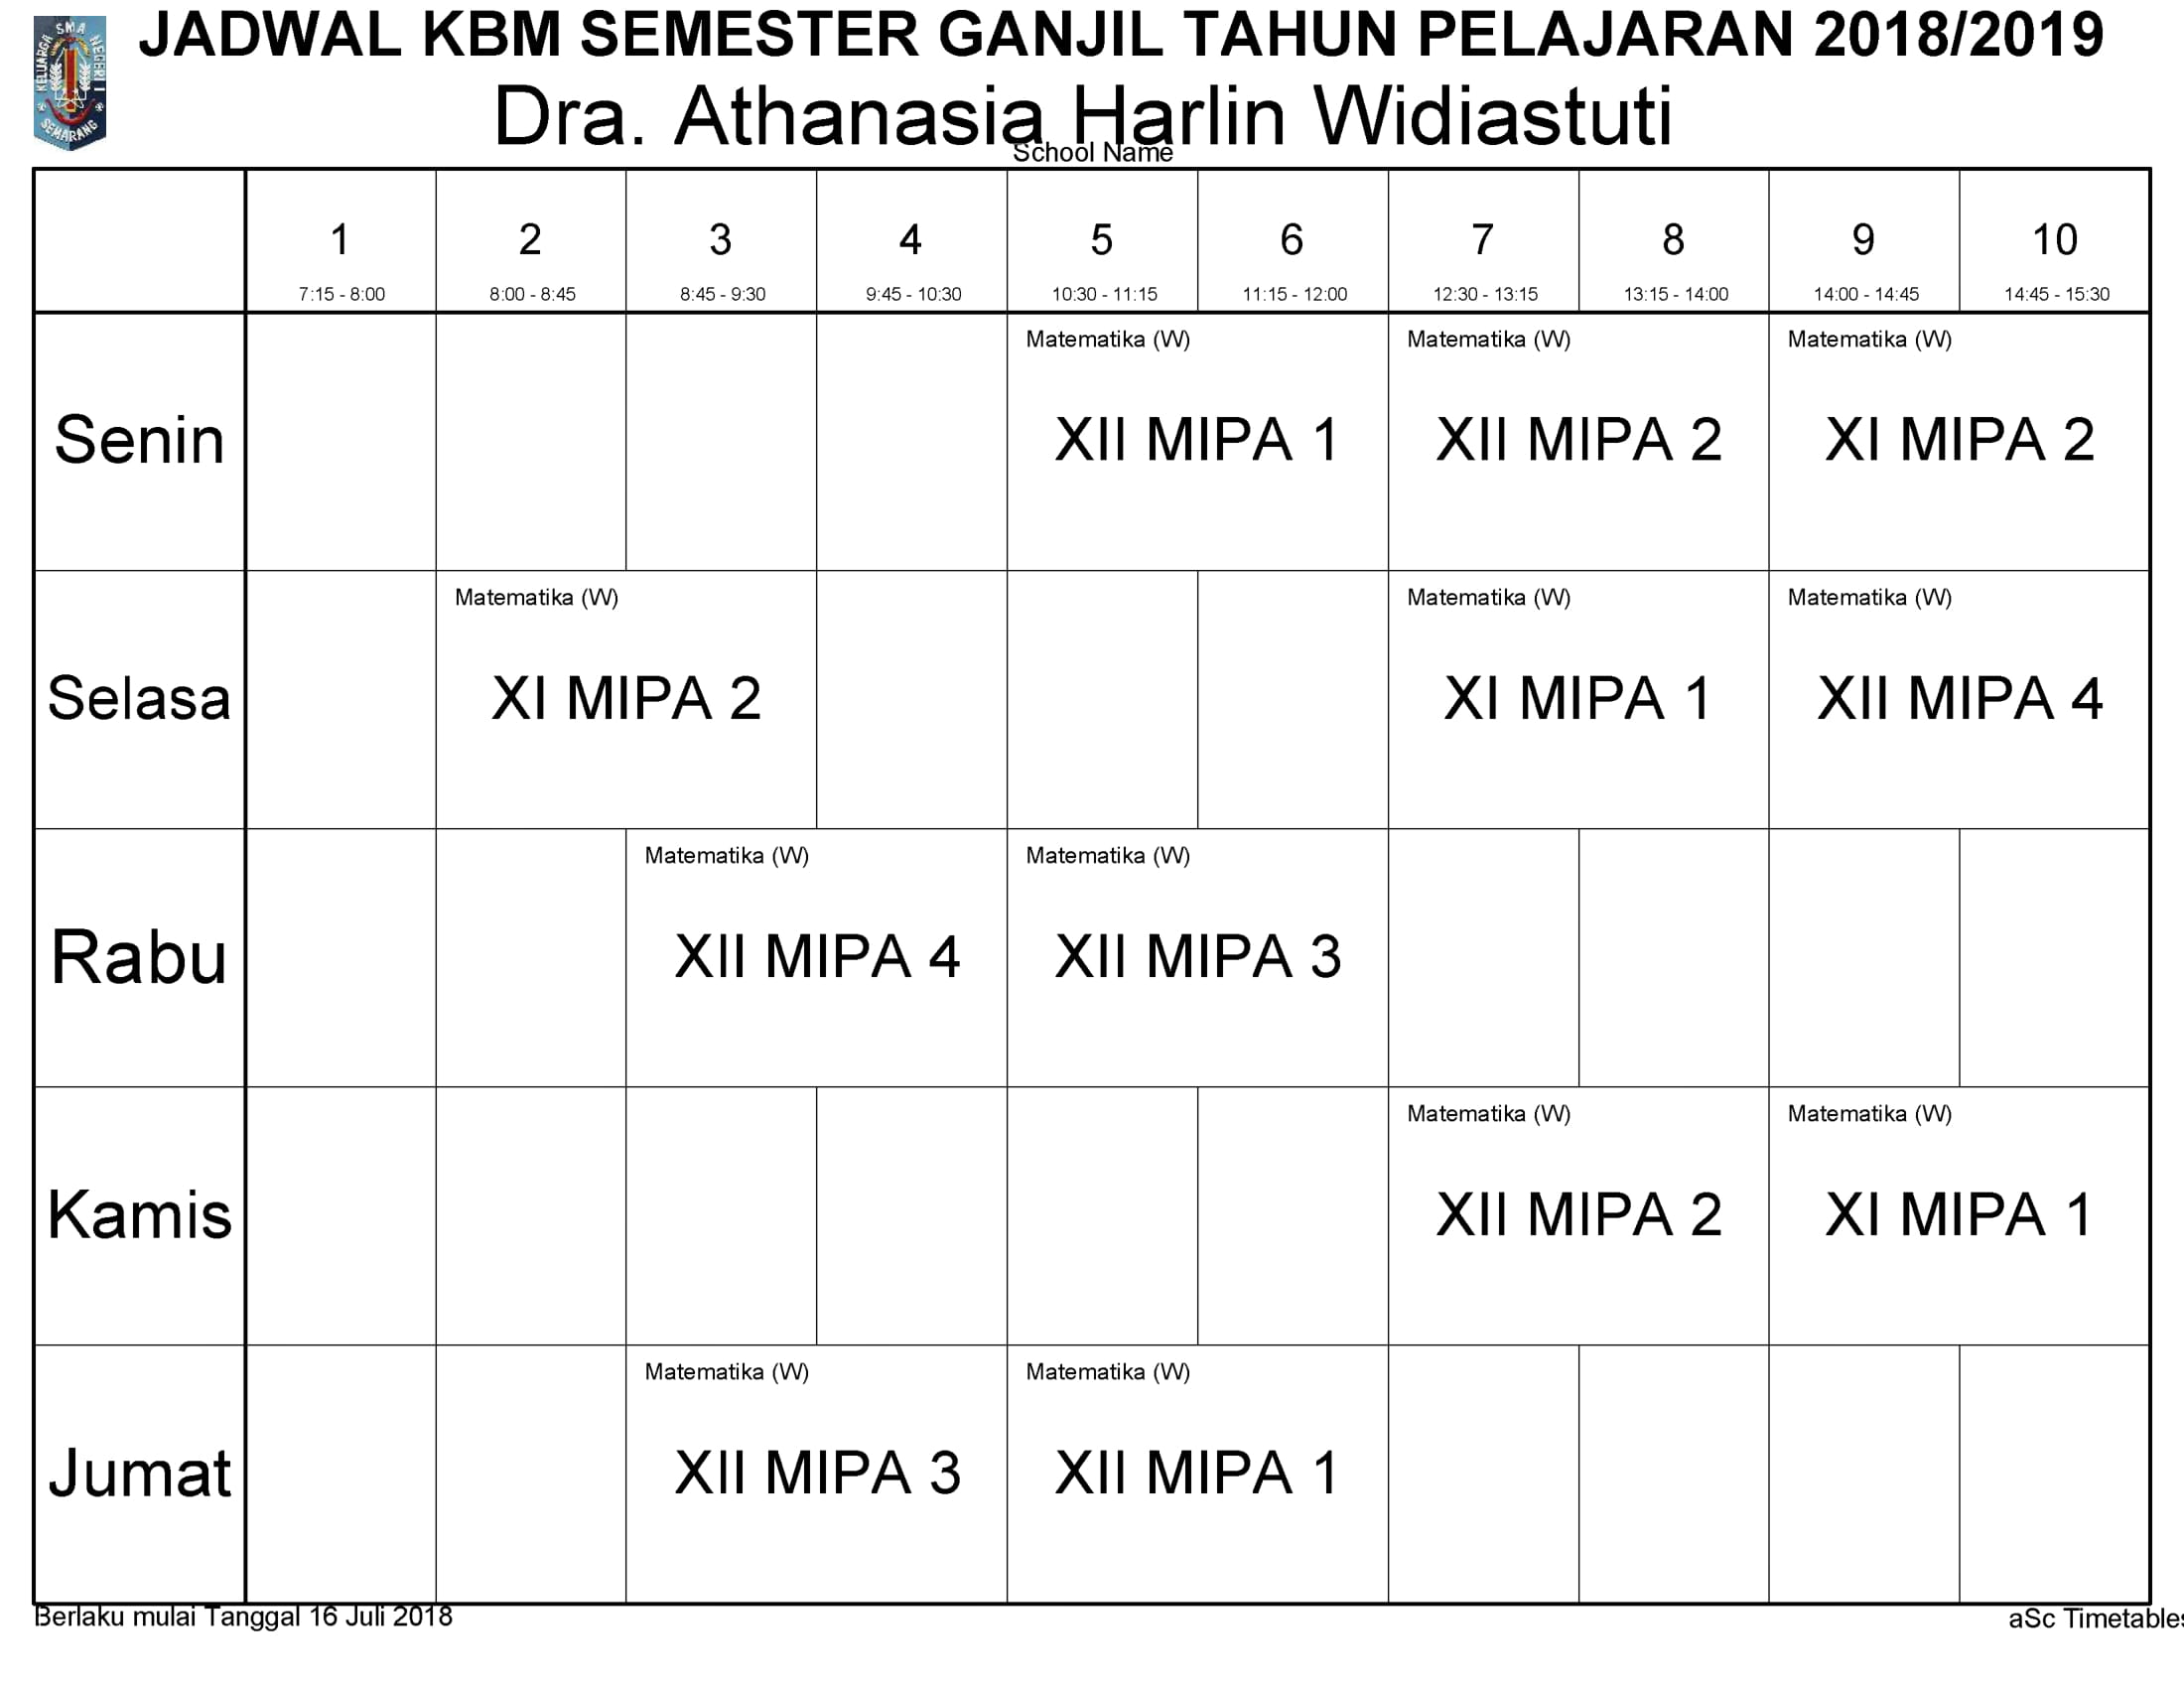 KELUARGA SMA NEGERI 1
SEMARANG
JADWAL KBM SEMESTER GANJIL TAHUN PELAJARAN 2018/2019
Dra. Athanasia Harlin Widiastuti
School Name
1 2 3 4 5 6 7 8 9 10
7:15 - 8:00 8:00 - 8:45 8:45 - 9:30 9:45 - 10:30 10:30 - 11:15 11:15 - 12:00 12:30 - 13:15 13:15 - 14:00 14:00 - 14:45 14:45 - 15:30
Matematika (W) Matematika (W) Matematika (W)
Senin XII MIPA 1 XII MIPA 2 XI MIPA 2
Matematika (W) Matematika (W) Matematika (W)
Selasa XI MIPA 2 XI MIPA 1 XII MIPA 4
Matematika (W) Matematika (W)
Rabu XII MIPA 4 XII MIPA 3
Matematika (W) Matematika (W)
Kamis XII MIPA 2 XI MIPA 1
Matematika (W) Matematika (W)
Jumat XII MIPA 3 XII MIPA 1
Berlaku mulai Tanggal 16 Juli 2018 aSc Timetables